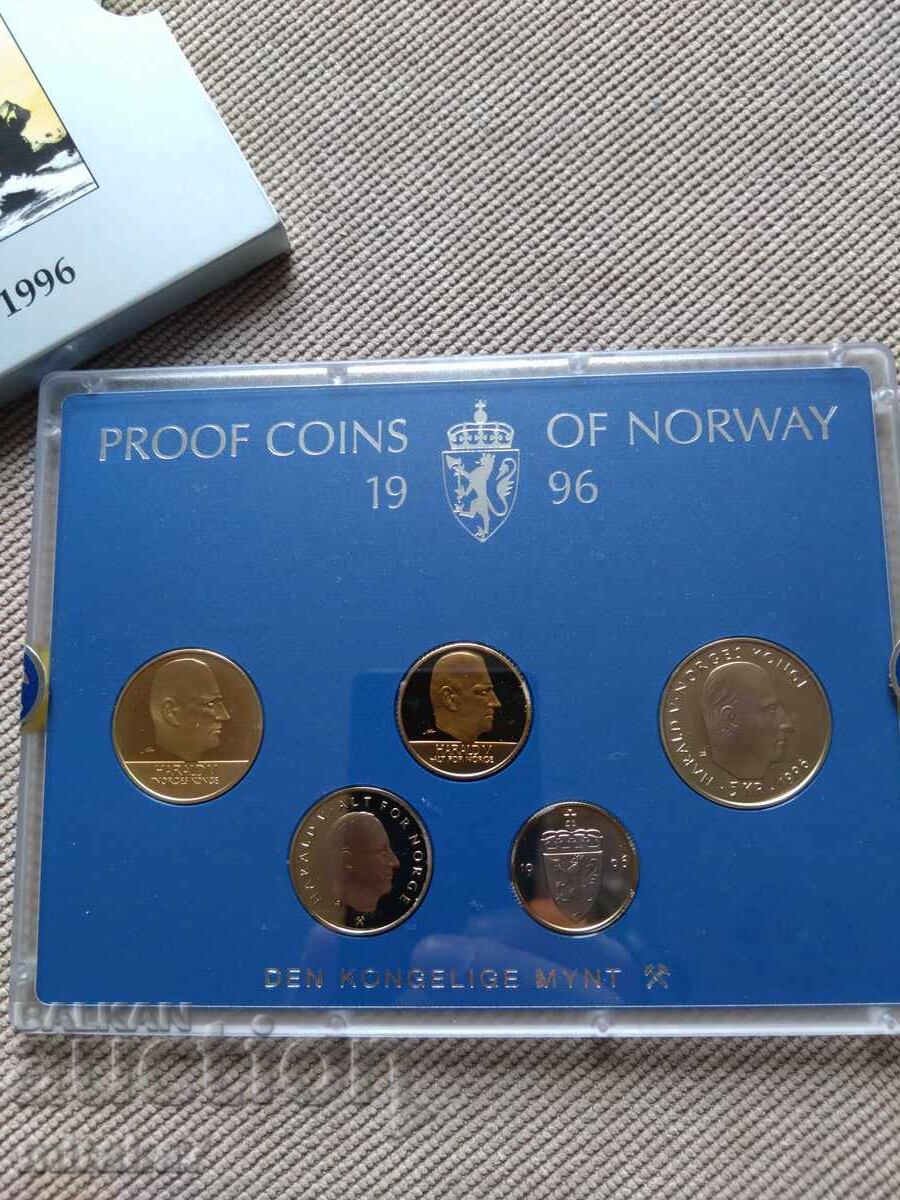 1996
PROOF COINS OF NORWAY
19 96
HARALD V
NORGES KONGE
HARALD V
ALT FOR NORGE
HARALD V · NORGES KONGE
5 KR · 1996
HARALD V · ALT FOR NORGE
19 96
DEN KONGELIGE MYNT
BALKAN
auction